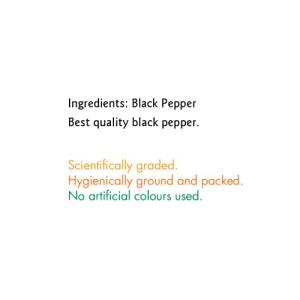 Ingredients: Black Pepper
Best quality black pepper.
Scientifically graded.
Hygienically ground and packed.
No artificial colours used.